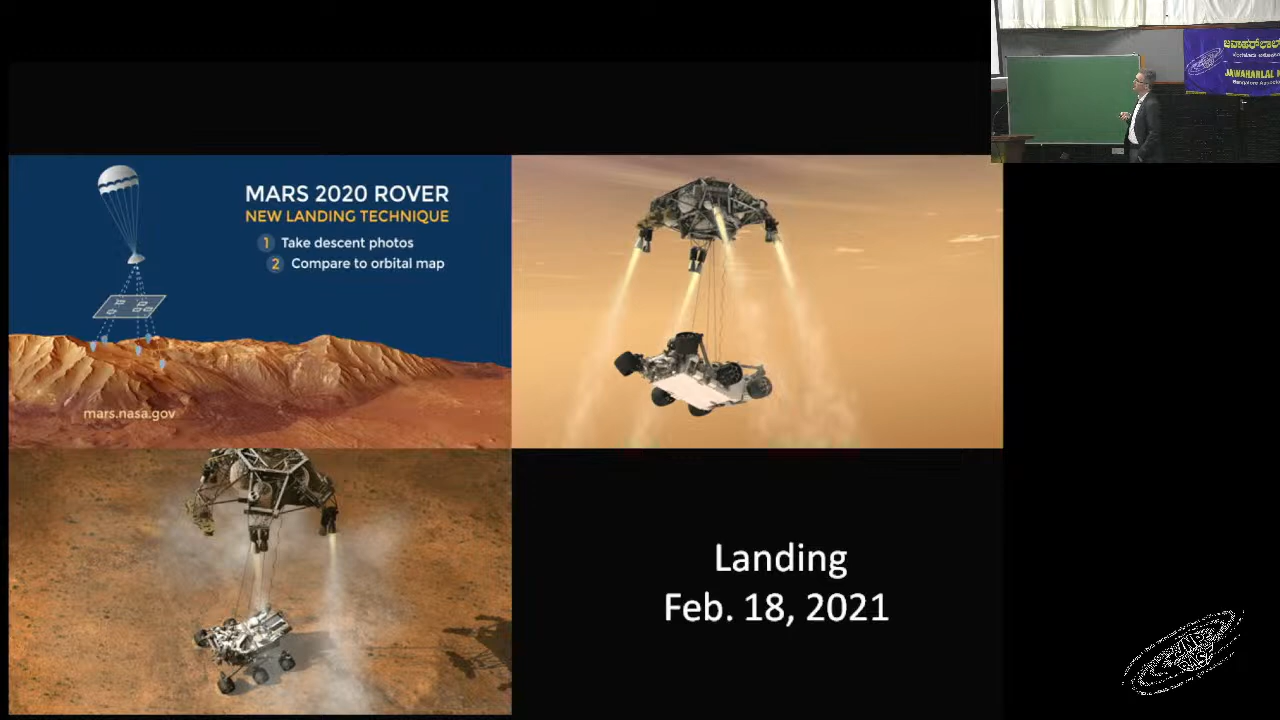 MARS 2020 ROVER
NEW LANDING TECHNIQUE
1 Take descent photos
2 Compare to orbital map
mars.nasa.gov
Landing
Feb. 18, 2021
JAWAHARLAL